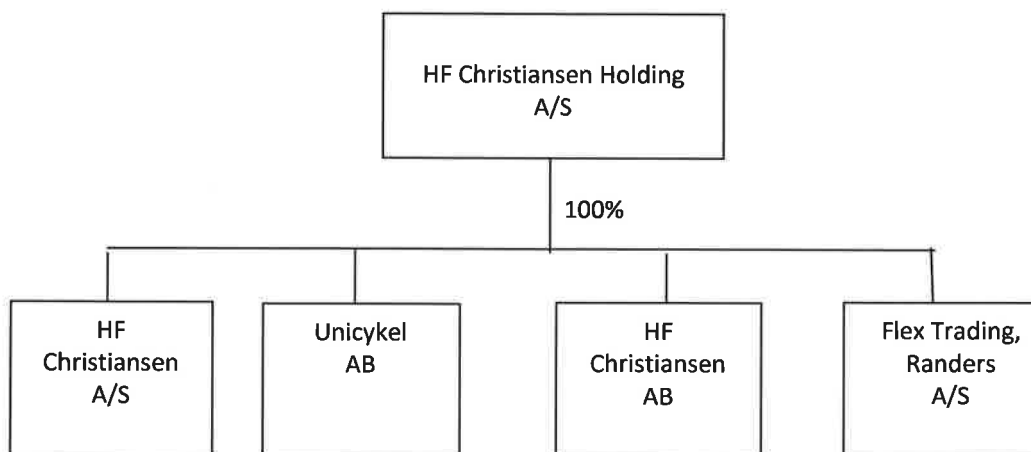 HF Christiansen Holding
A/S
100%
HF
Christiansen
A/S
Unicykel
AB
HF
Christiansen
AB
Flex Trading,
Randers
A/S